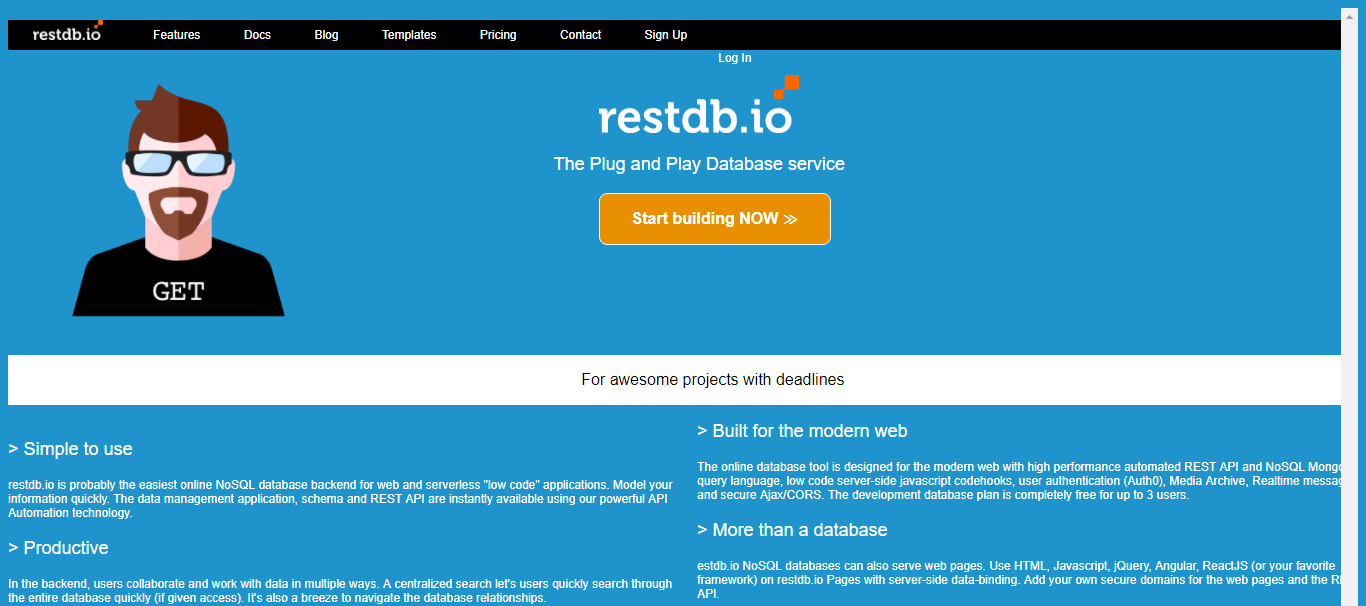 restdb.io Features Docs Blog Templates Pricing Contact Sign Up
Log In
restdb.io
The Plug and Play Database service
Start building NOW ≫
GET
For awesome projects with deadlines
> Simple to use
restdb.io is probably the easiest online NoSQL database backend for web and serverless "low code" applications. Model your
information quickly. The data management application, schema and REST API are instantly available using our powerful API
Automation technology.
> Productive
In the backend, users collaborate and work with data in multiple ways. A centralized search let's users quickly search through
the entire database quickly (if given access). It's also a breeze to navigate the database relationships.
> Built for the modern web
The online database tool is designed for the modern web with high performance automated REST API and NoSQL
query language, low code server-side javascript codehooks, user authentication (Auth0), Media Archive, Realtime
and secure Ajax/CORS. The development database plan is completely free for up to 3 users.
> More than a database
estdb.io NoSQL databases can also serve web pages. Use HTML, Javascript, jQuery, Angular, ReactJS (or your favorite
framework) on restdb.io Pages with server-side data-binding. Add your own secure domains for the web pages and the
API.